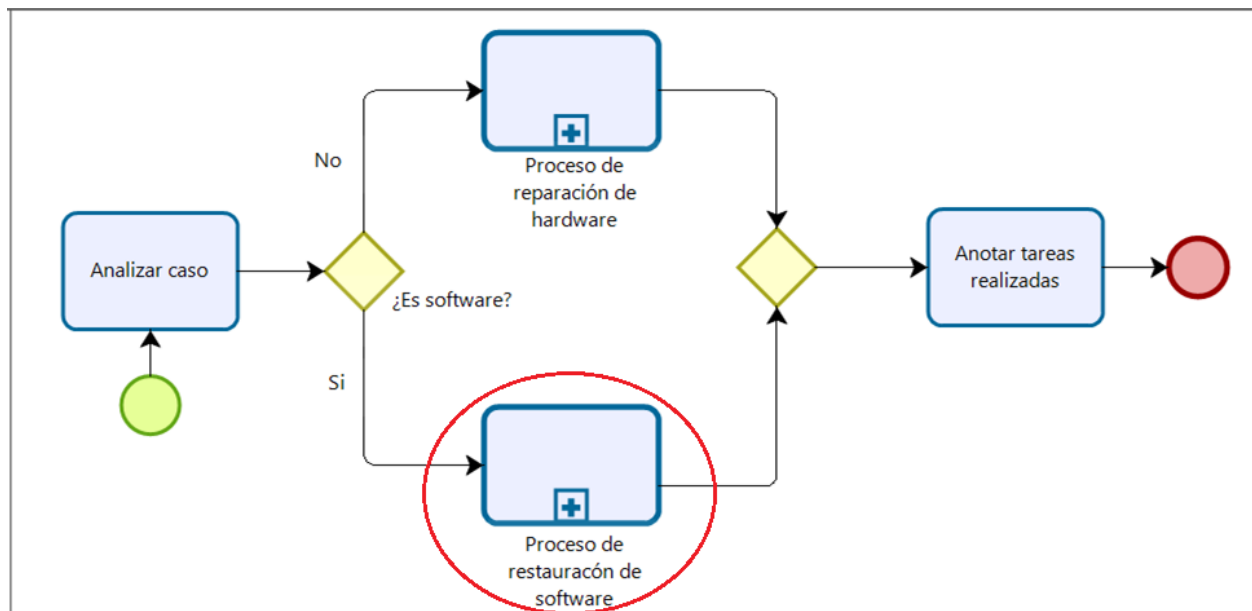 Proceso de
reparación de
hardware
No
Analizar caso
¿Es software?
Anotar tareas
realizadas
Si
Proceso de
restauracón de
software